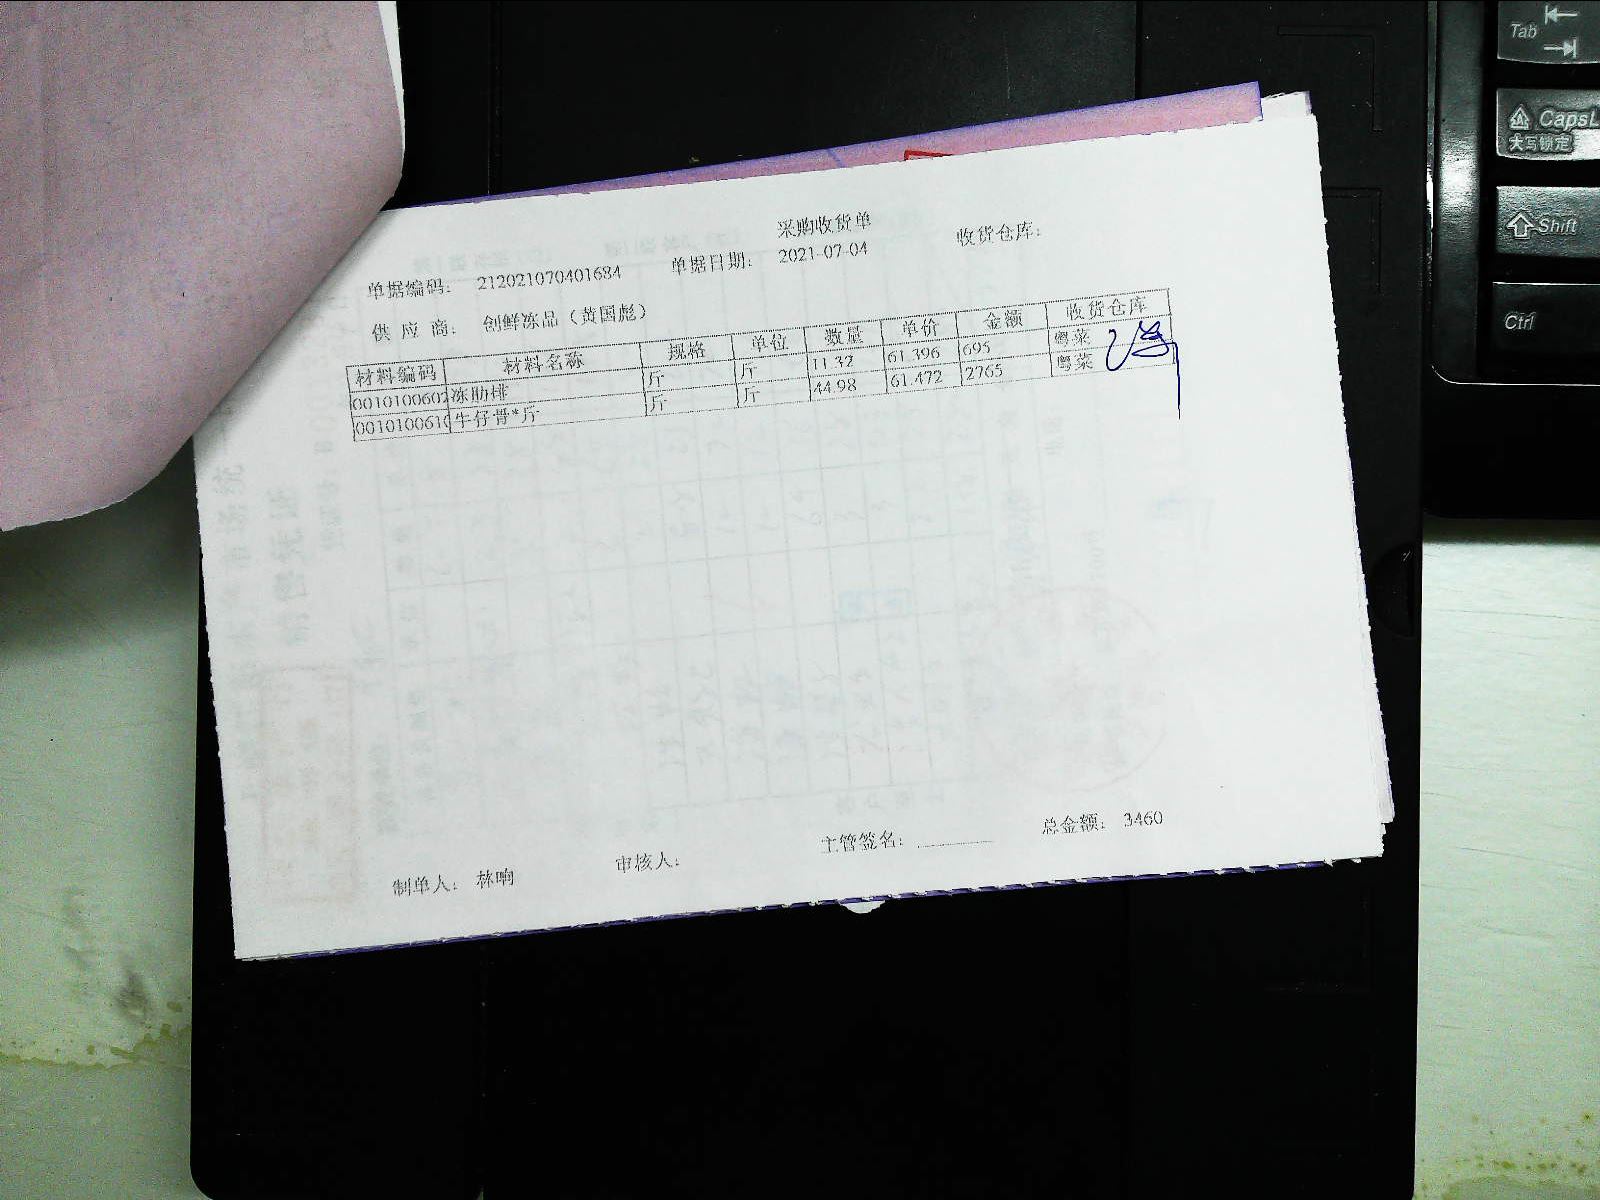 采购收货单
单据编码： 212021070401684 单据日期： 2021-07-04 收货仓库：
供 应 商： 创鲜冻品（黄国彪）
材料编码 材料名称 规格 单位 数量 单价 金额 收货仓库
0010100602 冻肋排 斤 斤 11.32 61.396 695 粤菜
0010100610 牛仔骨*斤 斤 斤 44.98 61.472 2765 粤菜
制单人： 林响 审核人： 主管签名： 总金额： 3460
Tab
CapsL
大写锁定
Shift
Ctrl